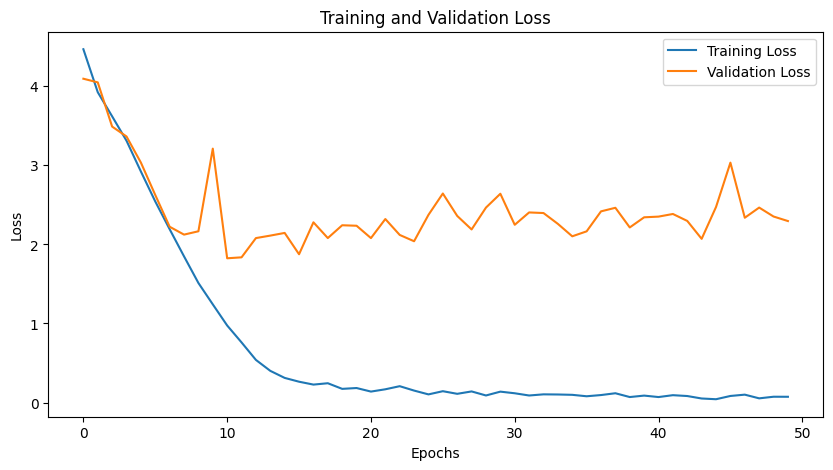 Training and Validation Loss
Training Loss
Validation Loss
4
3
2
1
0
Loss
0 10 20 30 40 50
Epochs